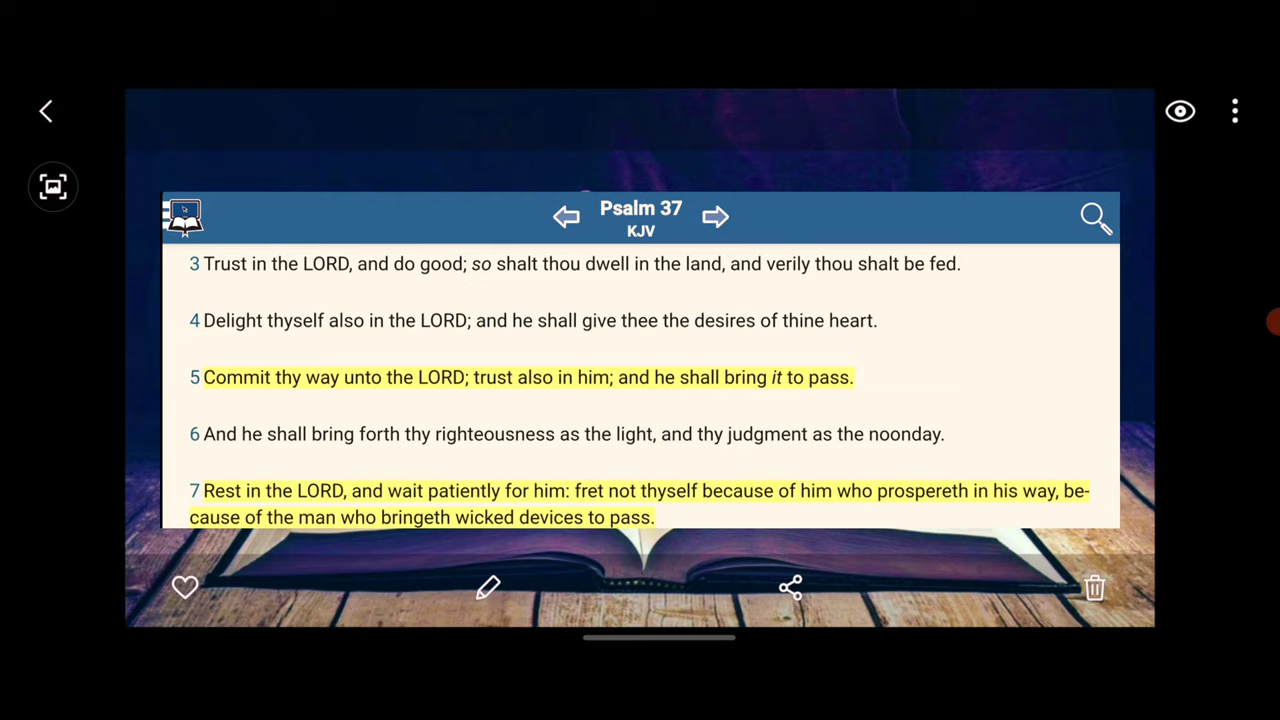 Psalm 37
KJV
3 Trust in the LORD, and do good; so shalt thou dwell in the land, and verily thou shalt be fed.
4 Delight thyself also in the LORD; and he shall give thee the desires of thine heart.
5 Commit thy way unto the LORD; trust also in him; and he shall bring it to pass.
6 And he shall bring forth thy righteousness as the light, and thy judgment as the noonday.
7 Rest in the LORD, and wait patiently for him: fret not thyself because of him who prospereth in his way, be-
cause of the man who bringeth wicked devices to pass.